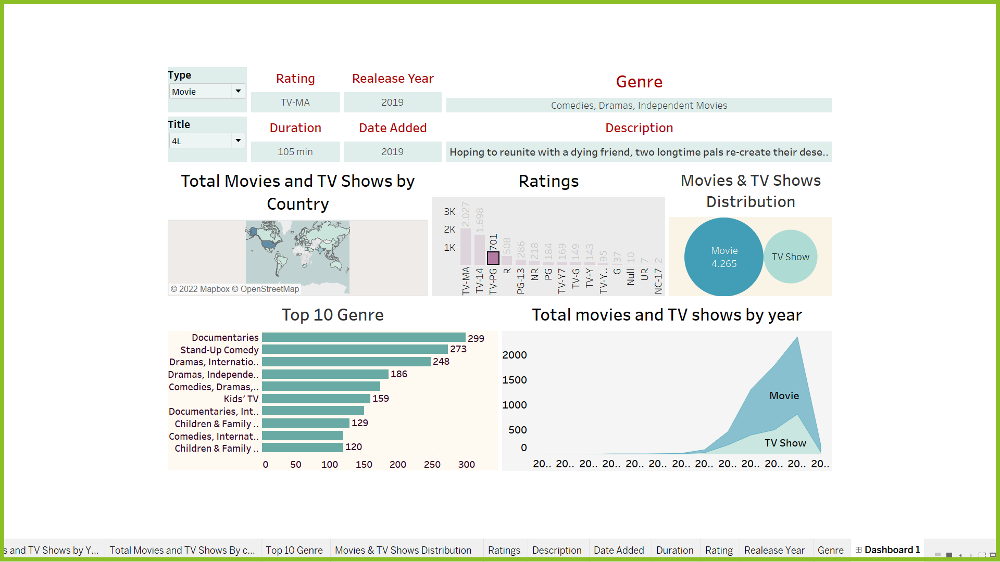 Type
Movie
Rating
TV-MA
Realease Year
2019
Genre
Comedies, Dramas, Independent Movies
Title
4L
Duration
105 min
Date Added
2019
Description
Hoping to reunite with a dying friend, two longtime pals re-create their dese..
Total Movies and TV Shows by
Country
© 2022 Mapbox © OpenStreetMap
Ratings
3K
2K
1K
2.027
1.698
701
508
286
218
184
169
149
143
95
37
10
7
2
TV-MA
TV-14
TV-PG
R
PG-13
NR
PG
TV-Y7
TV-G
TV-Y
TV-Y..
G
Null
UR
NC-17
Movies & TV Shows
Distribution
Movie
4.265
TV Show
Top 10 Genre
Documentaries 299
Stand-Up Comedy 273
Dramas, Internatio.. 248
Dramas, Independe.. 186
Comedies, Dramas,..
Kids’ TV 159
Documentaries, Int..
Children & Family .. 129
Comedies, Internat..
Children & Family .. 120
0 50 100 150 200 250 300
Total movies and TV shows by year
2000
1500
1000
500
0
Movie
TV Show
20.. 20.. 20.. 20.. 20.. 20.. 20.. 20.. 20.. 20.. 20.. 20.. 20..
s and TV Shows by Y... Total Movies and TV Shows By c... Top 10 Genre Movies & TV Shows Distribution Ratings Description Date Added Duration Rating Realease Year Genre Dashboard 1